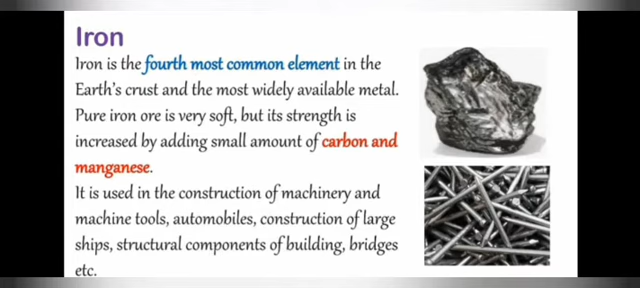 Iron
Iron is the fourth most common element in the
Earth's crust and the most widely available metal.
Pure iron ore is very soft, but its strength is
increased by adding small amount of carbon and
manganese.
It is used in the construction of machinery and
machine tools, automobiles, construction of large
ships, structural components of building, bridges
etc.